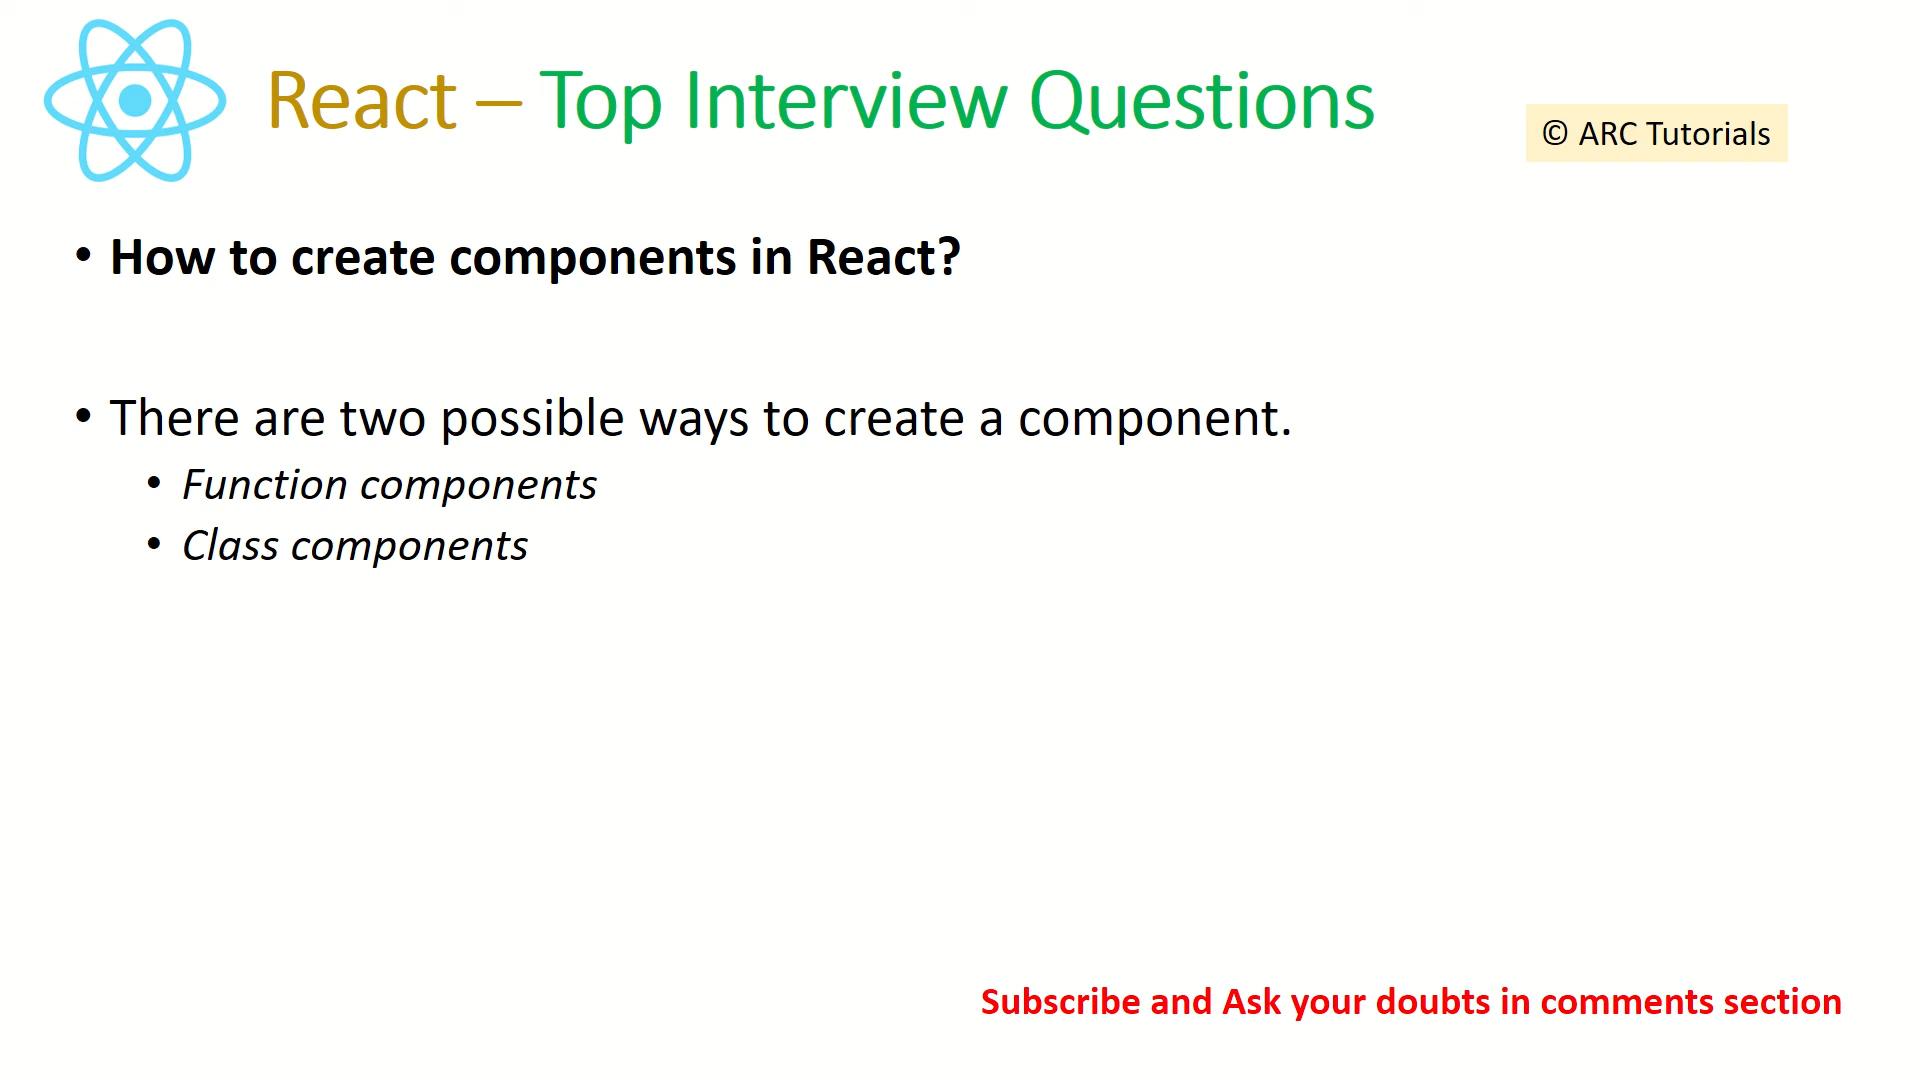 React – Top Interview Questions
© ARC Tutorials
• How to create components in React?
• There are two possible ways to create a component.
• Function components
• Class components
Subscribe and Ask your doubts in comments section